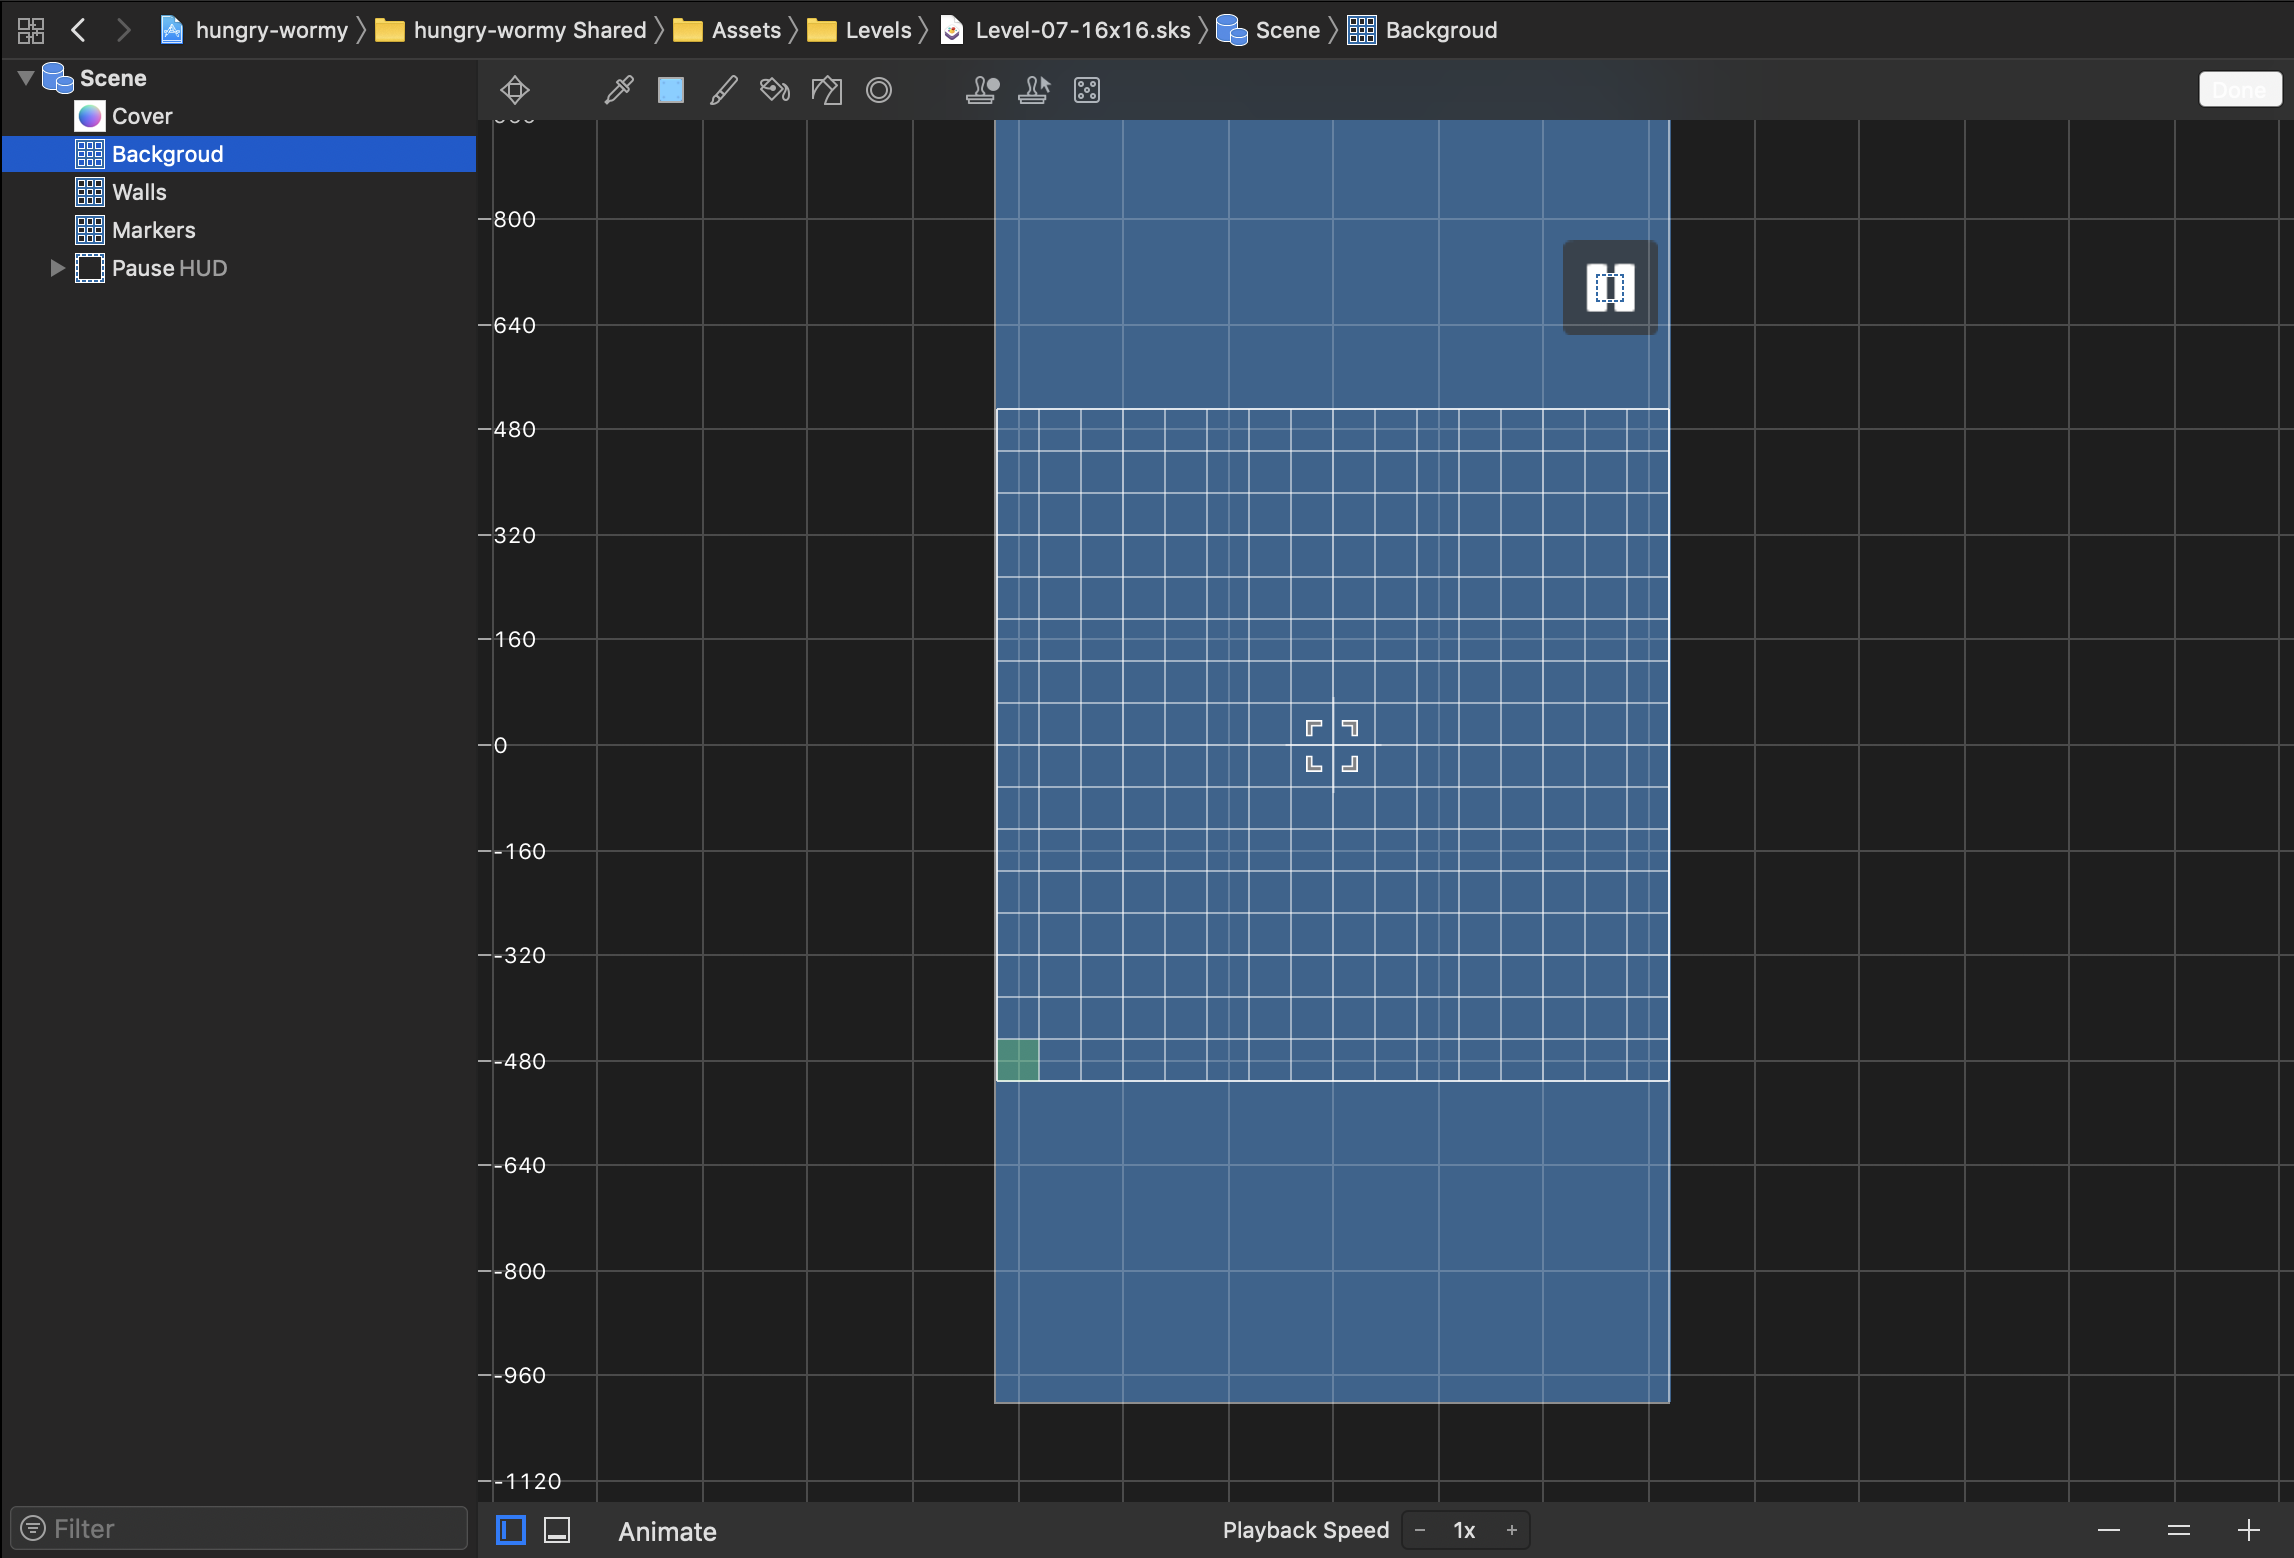 hungry-wormy hungry-wormy Shared Assets Levels Level-07-16x16.sks Scene Backgroud
Scene
Done
Cover
Backgroud
Walls
Markers
Pause HUD
800
640
480
320
160
0
-160
-320
-480
-640
-800
-960
-1120
Filter
Animate
Playback Speed - 1x +